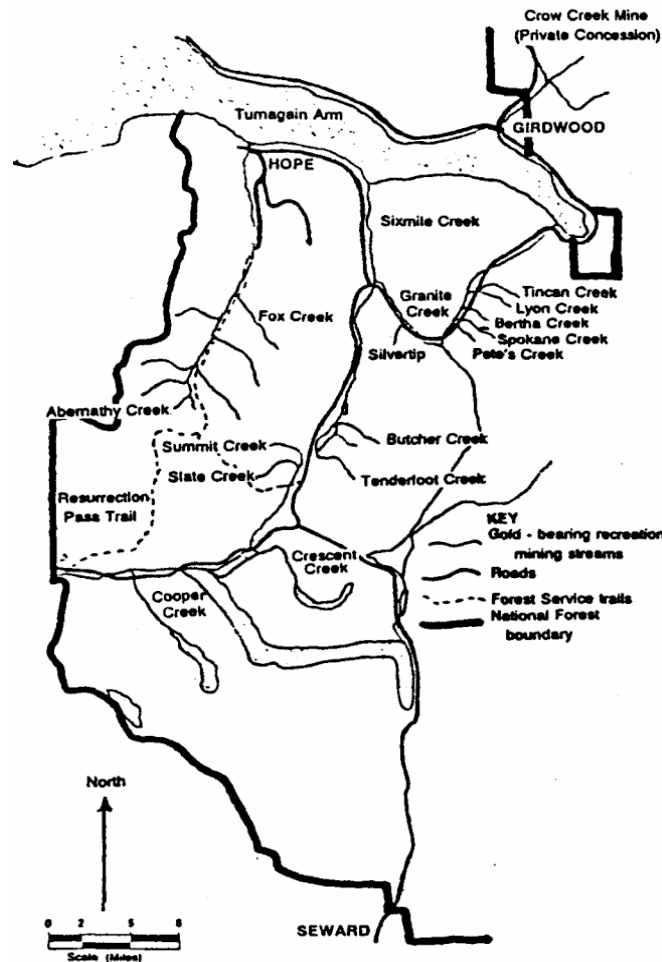 Crow Creek Mine
(Private Concession)
Turnagain Arm
GIRDWOOD
HOPE
Sixmile Creek
Granite
Creek
Tincan Creek
Lyon Creek
Bertha Creek
Spokane Creek
Pete's Creek
Fox Creek
Silvertip
Abernathy Creek
Summit Creek
Butcher Creek
Slate Creek
Tenderfoot Creek
Resurrection
Pass Trail
KEY
Gold - bearing recreation
mining streams
Roads
Forest Service trails
National Forest
boundary
Crescent
Creek
Cooper
Creek
North
0 2 5 8
Scale (Miles)
SEWARD